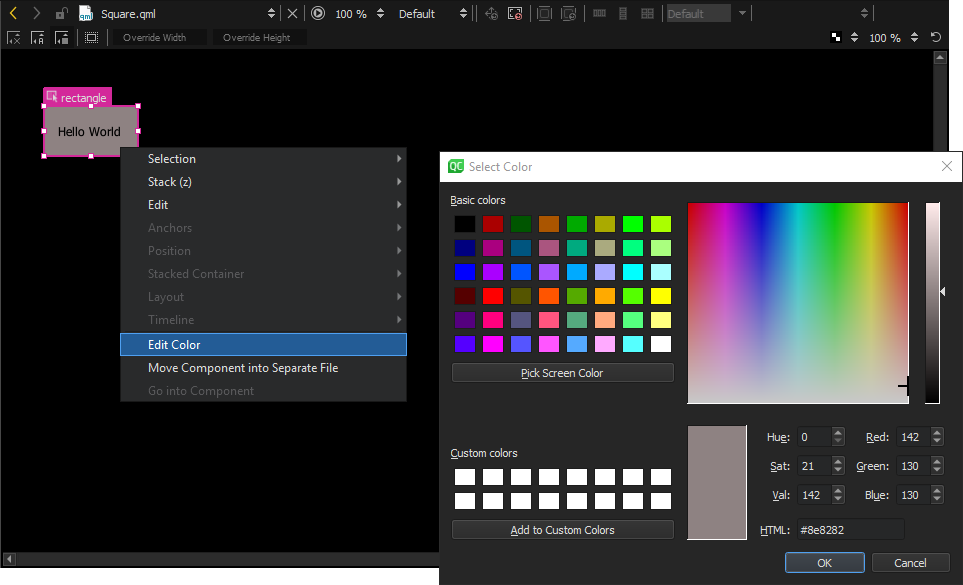 Square.qml
100 %
Default
Default
Override Width
Override Height
100 %
rectangle
Hello World
Selection
Stack (z)
Edit
Anchors
Position
Stacked Container
Layout
Timeline
Edit Color
Move Component into Separate File
Go into Component
QC Select Color
Basic colors
Pick Screen Color
Custom colors
Add to Custom Colors
Hue: 0 Red: 142
Sat: 21 Green: 130
Val: 142 Blue: 130
HTML: #8e8282
OK Cancel